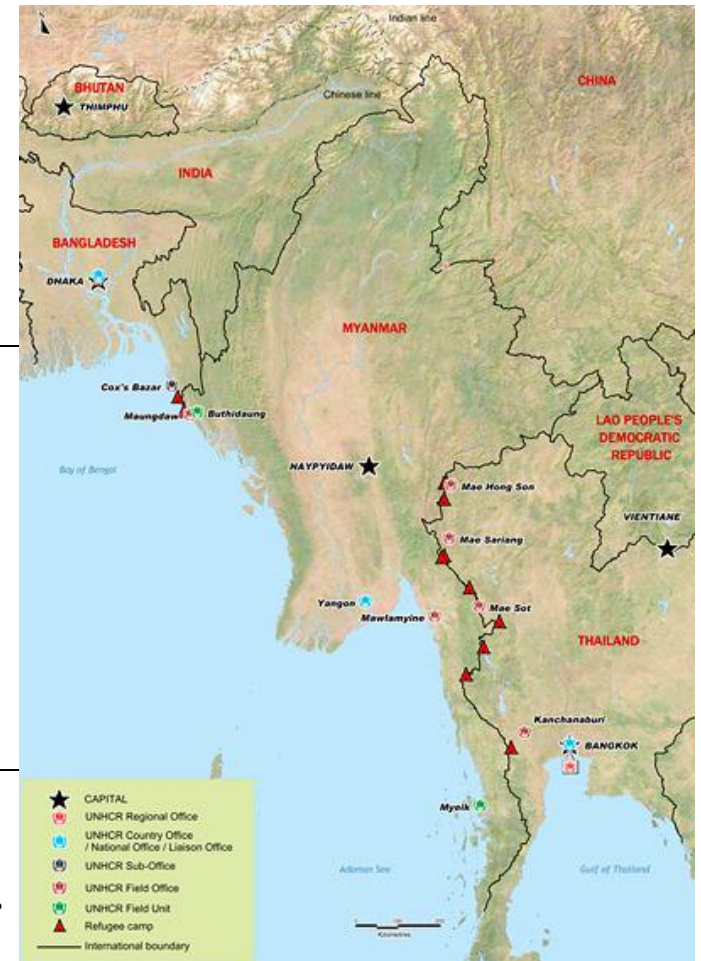 Indian line
CHINA
BHUTAN
THIMPHU
Chinese line
INDIA
BANGLADESH
DHAKA
MYANMAR
Cox's Bazar
Maungdaw
Buthidaung
LAO PEOPLE'S
DEMOCRATIC
REPUBLIC
Bay of Bengal
NAYPYIDAW
Mae Hong Son
VIENTIANE
Mae Sariang
Yangon
Mae Sot
Mawlamyine
THAILAND
Kanchanaburi
BANGKOK
Myeik
Adaman Sea
Gulf of Thailand
CAPITAL
UNHCR Regional Office
UNHCR Country Office
/ National Office / Liaison Office
UNHCR Sub-Office
UNHCR Field Office
UNHCR Field Unit
Refugee camp
International boundary
Kilometres